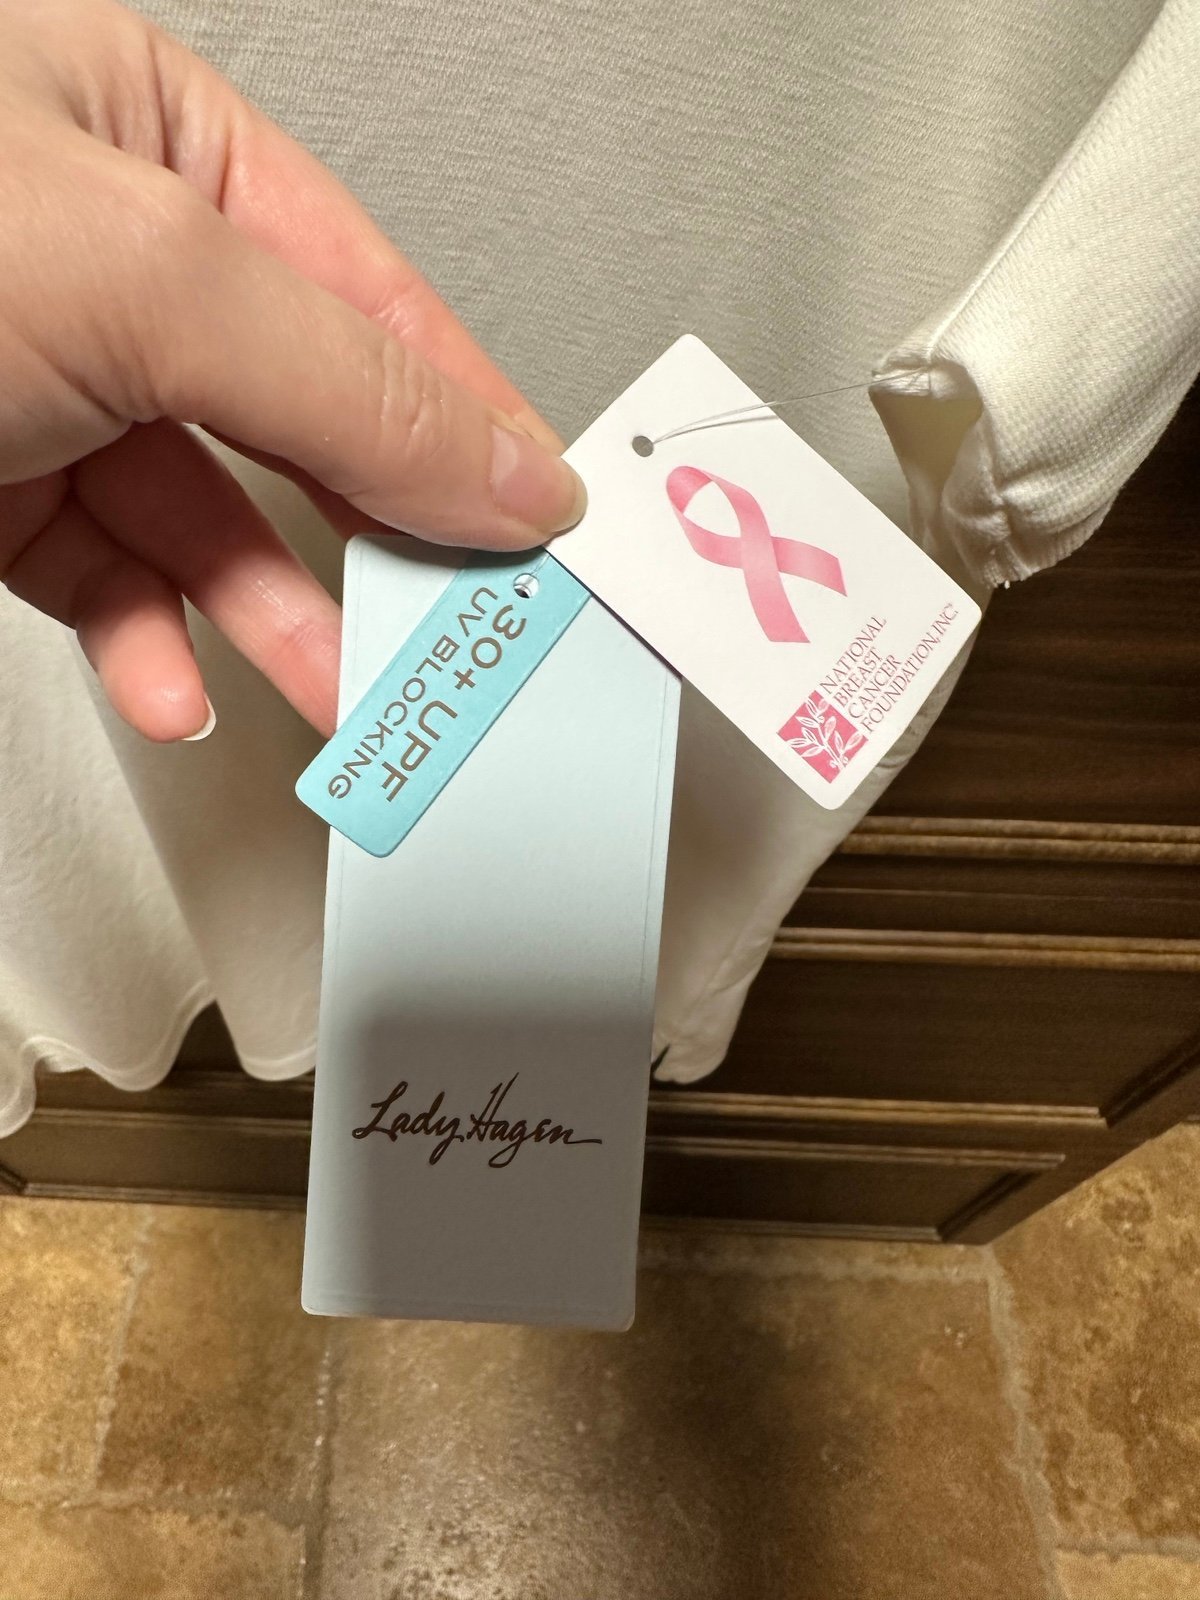 30+ UPF
UV BLOCKING
NATIONAL
BREAST
CANCER
FOUNDATION, INC.®
Lady Hagen